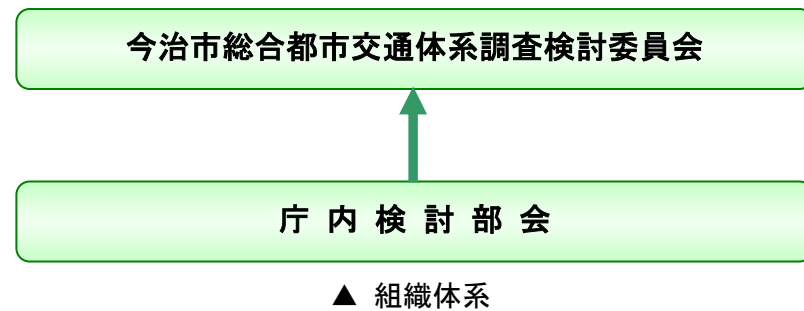 今治市総合都市交通体系調査検討委員会
庁 内 検 討 部 会
▲ 組織体系